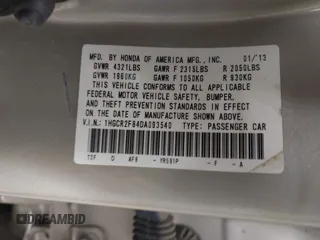 MFD. BY HONDA OF AMERICA MFG., INC. 01/13
GVWR 4321LBS GAWR F 2315LBS R 2050LBS
GVWR 1960KG GAWR F 1050KG R 930KG
THIS VEHICLE CONFORMS TO ALL APPLICABLE
FEDERAL MOTOR VEHICLE SAFETY, BUMPER,
AND THEFT PREVENTION STANDARDS IN EFFECT
ON THE DATE OF MANUFACTURE SHOWN ABOVE.
V.I.N.: 1HGCR2F84DA093540 TYPE: PASSENGER CAR
YR591P - F - A
DREAMBID.COM